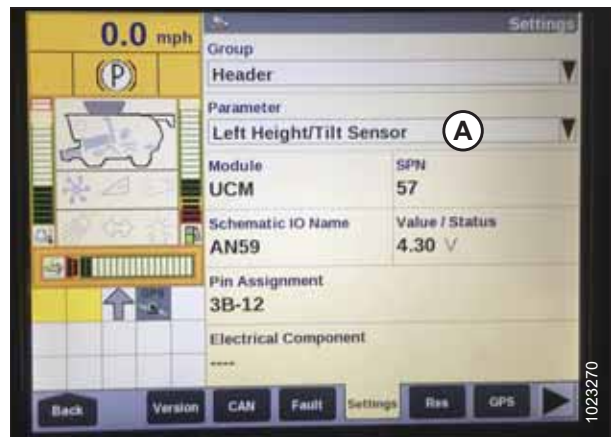 0.0 mph
(P)
Settings
Group
Header
Parameter
Left Height/Tilt Sensor
A
Module
UCM
SPN
57
Schematic IO Name
AN59
Value / Status
4.30 V
Pin Assignment
3B-12
Electrical Component
----
Back
Version
CAN
Fault
Settings
Res
GPS
1023270